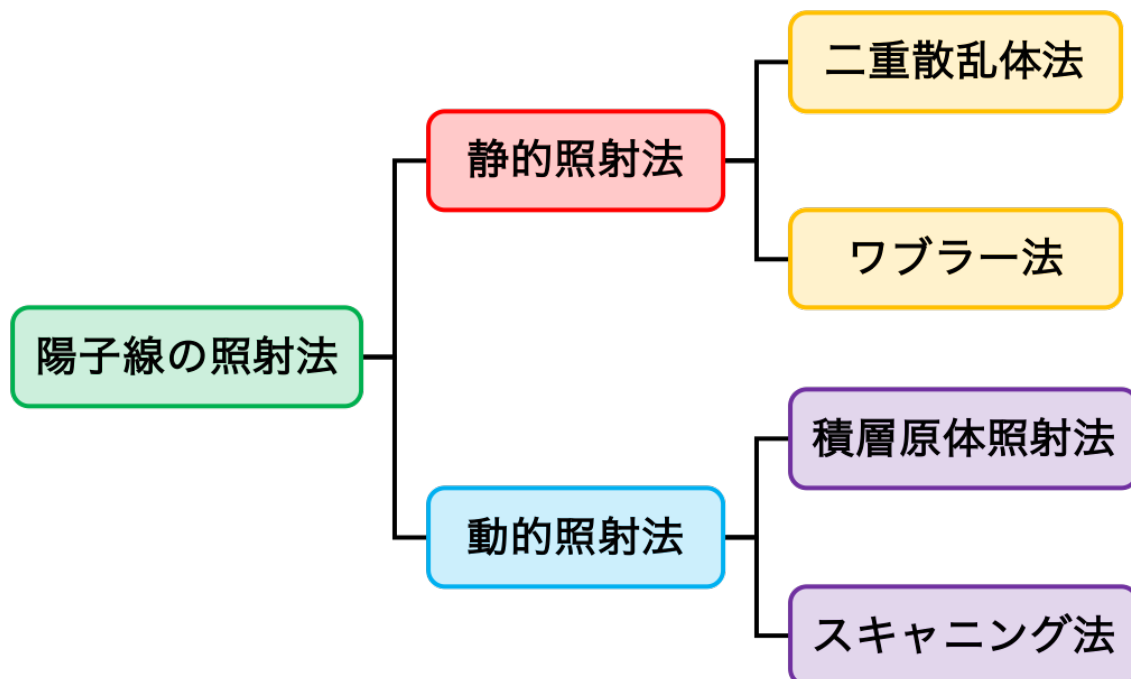 陽子線の照射法
静的照射法
二重散乱体法
ワブラー法
動的照射法
積層原体照射法
スキャニング法